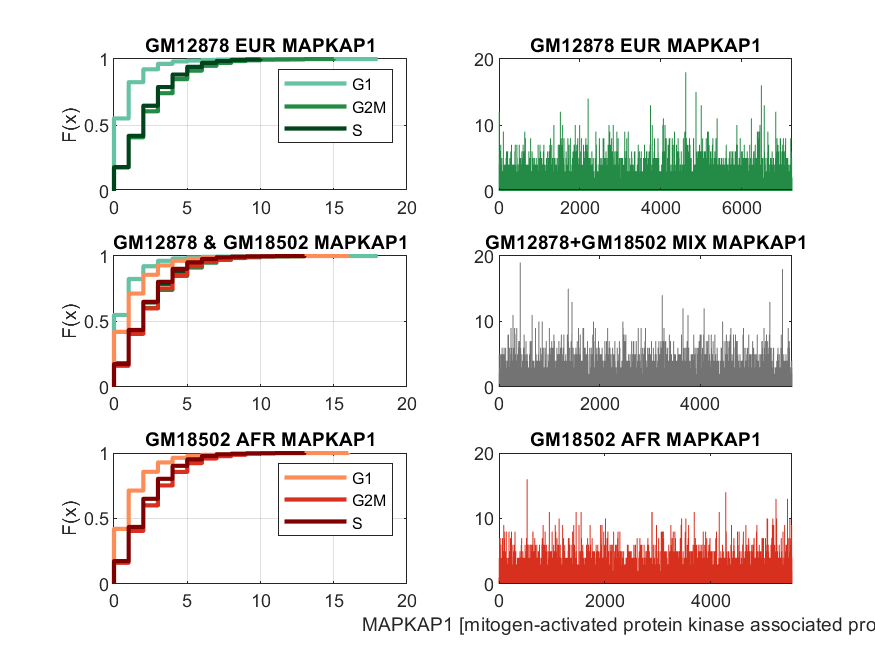 GM12878 EUR MAPKAP1
F(x)
1
0.5
0
0 5 10 15 20
G1
G2M
S
GM12878 EUR MAPKAP1
20
10
0
0 2000 4000 6000
GM12878 & GM18502 MAPKAP1
F(x)
1
0.5
0
0 5 10 15 20
GM12878+GM18502 MIX MAPKAP1
20
10
0
0 2000 4000
GM18502 AFR MAPKAP1
F(x)
1
0.5
0
0 5 10 15 20
G1
G2M
S
GM18502 AFR MAPKAP1
20
10
0
0 2000 4000
MAPKAP1 [mitogen-activated protein kinase associated pro